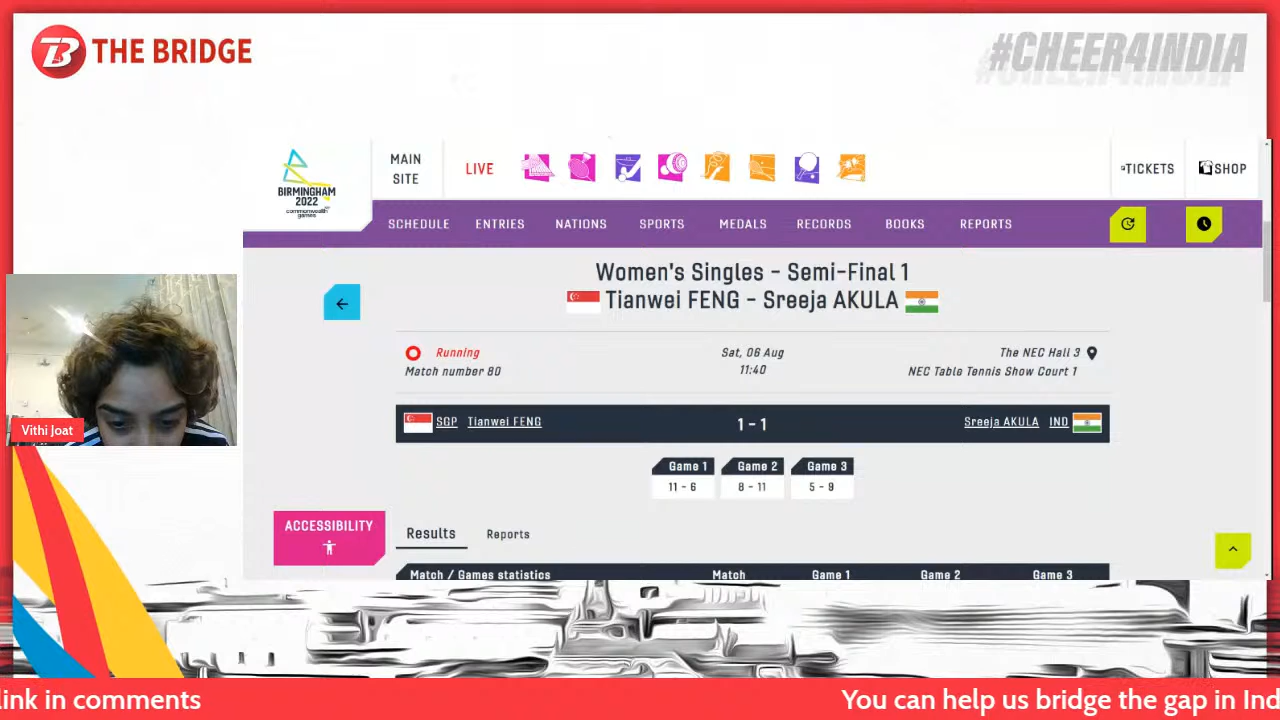 THE BRIDGE
#CHEER4INDIA
BIRMINGHAM
2022
commonwealth
games
MAIN
SITE
LIVE
TICKETS
SHOP
SCHEDULE ENTRIES NATIONS SPORTS MEDALS RECORDS BOOKS REPORTS
Women's Singles - Semi-Final 1
Tianwei FENG - Sreeja AKULA
Running
Match number 80
Sat, 06 Aug
11:40
The NEC Hall 3
NEC Table Tennis Show Court 1
SGP Tianwei FENG 1 - 1 Sreeja AKULA IND
Game 1 Game 2 Game 3
11 - 6 8 - 11 5 - 9
Vithi Joat
ACCESSIBILITY
Results Reports
Match / Games statistics Match Game 1 Game 2 Game 3
link in comments You can help us bridge the gap in Ind